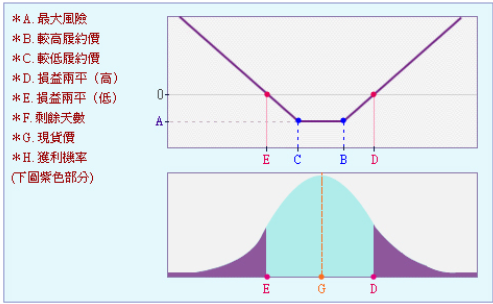 *A.最大風險
*B.較高履約價
*C.較低履約價
*D.損益兩平（高）
*E.損益兩平（低）
*F.剩餘天數
*G.現貨價
*H.獲利機率
(下圖紫色部分)
0
A
E C B D
E G D